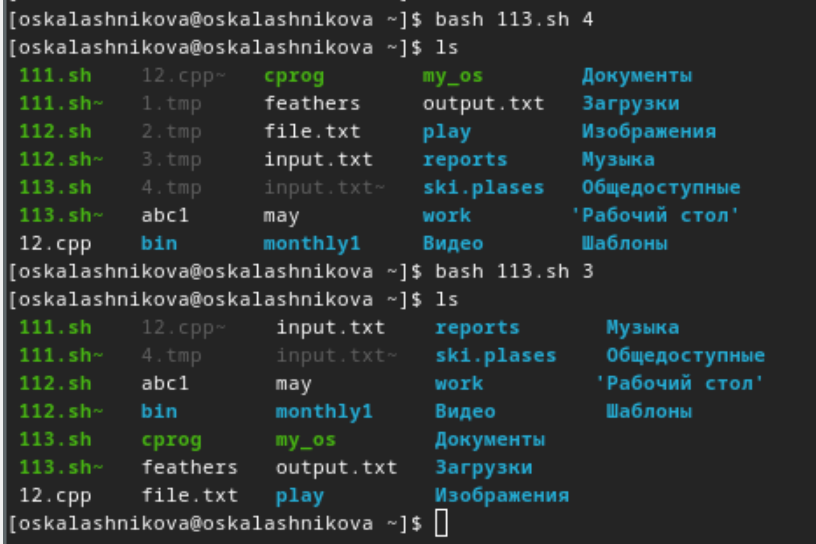 [oskalashnikova@oskalashnikova ~]$ bash 113.sh 4
[oskalashnikova@oskalashnikova ~]$ ls
111.sh 12.cpp~ cprog my_os Документы
111.sh~ 1.tmp feathers output.txt Загрузки
112.sh 2.tmp file.txt play Изображения
112.sh~ 3.tmp input.txt reports Музыка
113.sh 4.tmp input.txt~ ski.plases Общедоступные
113.sh~ abc1 may work 'Рабочий стол'
12.cpp bin monthly1 Видео Шаблоны
[oskalashnikova@oskalashnikova ~]$ bash 113.sh 3
[oskalashnikova@oskalashnikova ~]$ ls
111.sh 12.cpp~ input.txt reports Музыка
111.sh~ 4.tmp input.txt~ ski.plases Общедоступные
112.sh abc1 may work 'Рабочий стол'
112.sh~ bin monthly1 Видео Шаблоны
113.sh cprog my_os Документы
113.sh~ feathers output.txt Загрузки
12.cpp file.txt play Изображения
[oskalashnikova@oskalashnikova ~]$